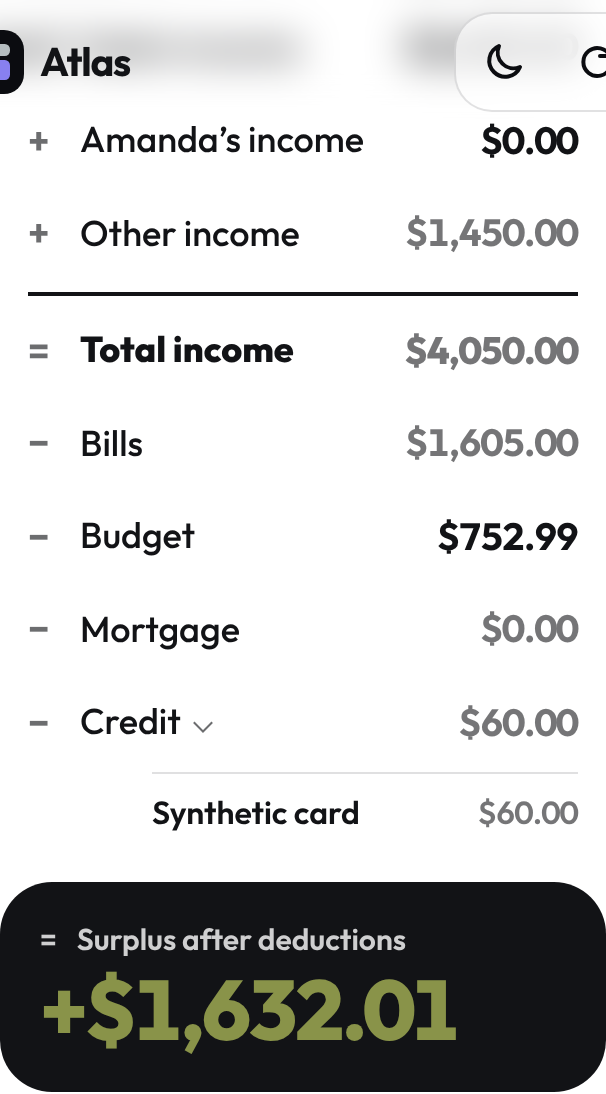 Atlas
+ Amanda’s income $0.00
+ Other income $1,450.00
= Total income $4,050.00
− Bills $1,605.00
− Budget $752.99
− Mortgage $0.00
− Credit $60.00
Synthetic card $60.00
= Surplus after deductions
+$1,632.01